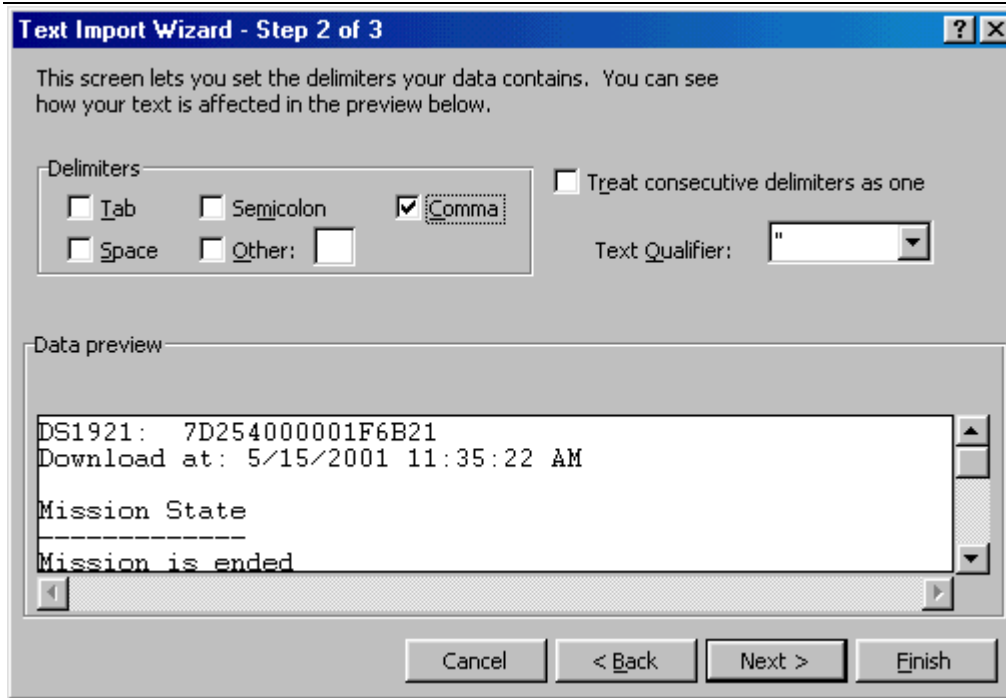 Text Import Wizard - Step 2 of 3
This screen lets you set the delimiters your data contains. You can see
how your text is affected in the preview below.
Delimiters
Tab
Semicolon
Comma
Space
Other:
Treat consecutive delimiters as one
Text Qualifier: "
Data preview
DS1921: 7D254000001F6B21
Download at: 5/15/2001 11:35:22 AM
Mission State
-------------
Mission is ended
Cancel
< Back
Next >
Finish